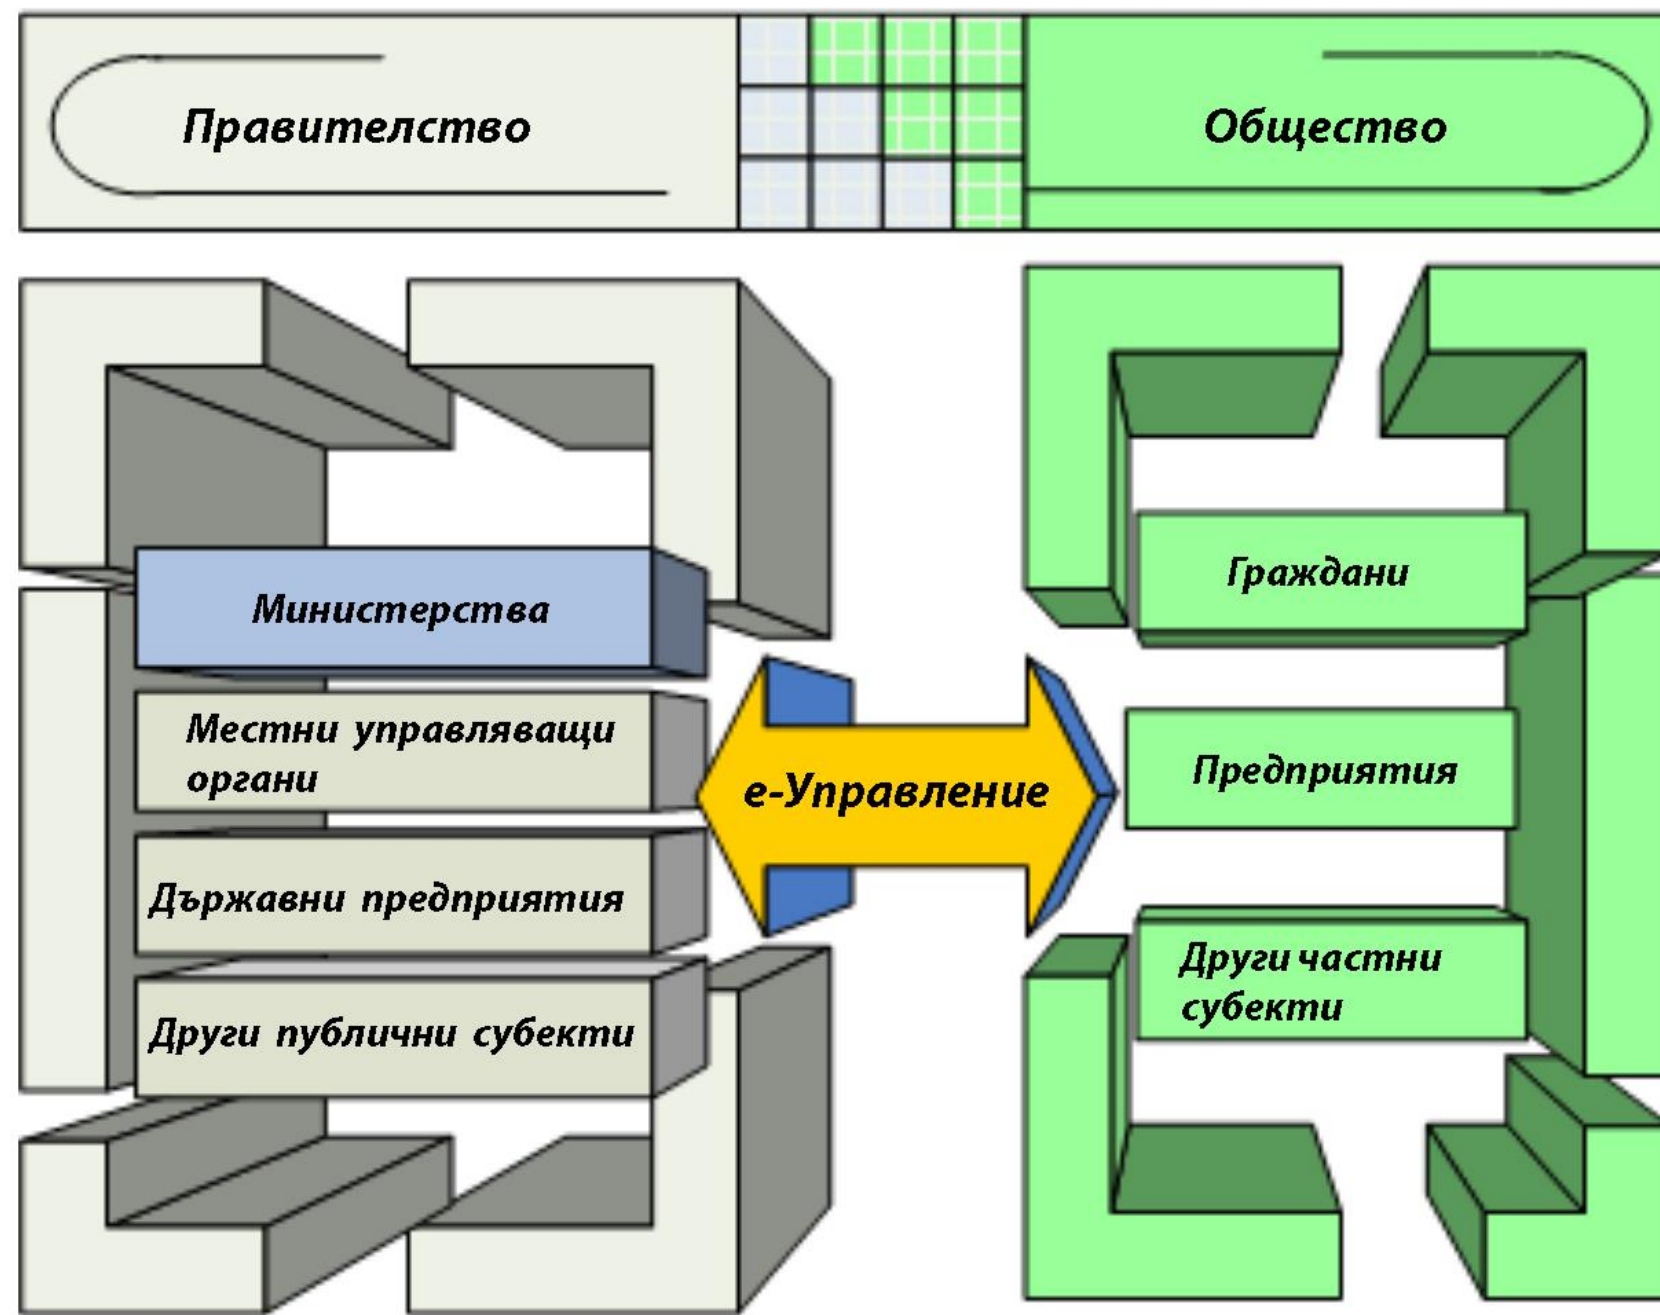 Правителство
Общество
Министерства
Местни управляващи
органи
Държавни предприятия
Други публични субекти
е-Управление
Граждани
Предприятия
Други частни
субекти